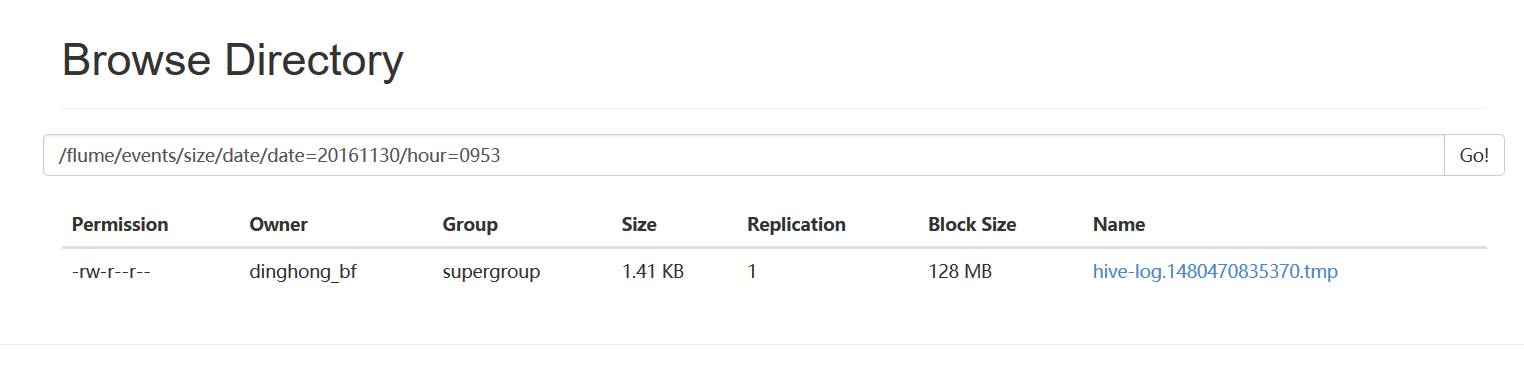 Browse Directory
/flume/events/size/date/date=20161130/hour=0953 Go!
Permission Owner Group Size Replication Block Size Name
-rw-r--r-- dinghong_bf supergroup 1.41 KB 1 128 MB hive-log.1480470835370.tmp